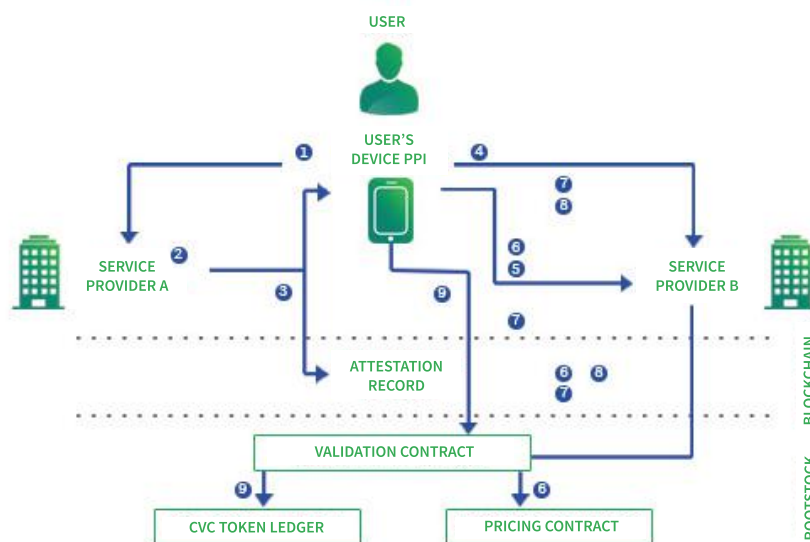 USER
USER'S
DEVICE PPI
1
4
7
8
2
SERVICE
PROVIDER A
6
5
SERVICE
PROVIDER B
3
9
7
ATTESTATION
RECORD
6 8
7
BLOCKCHAIN
VALIDATION CONTRACT
9
6
ROOTSTOCK
CVC TOKEN LEDGER
PRICING CONTRACT